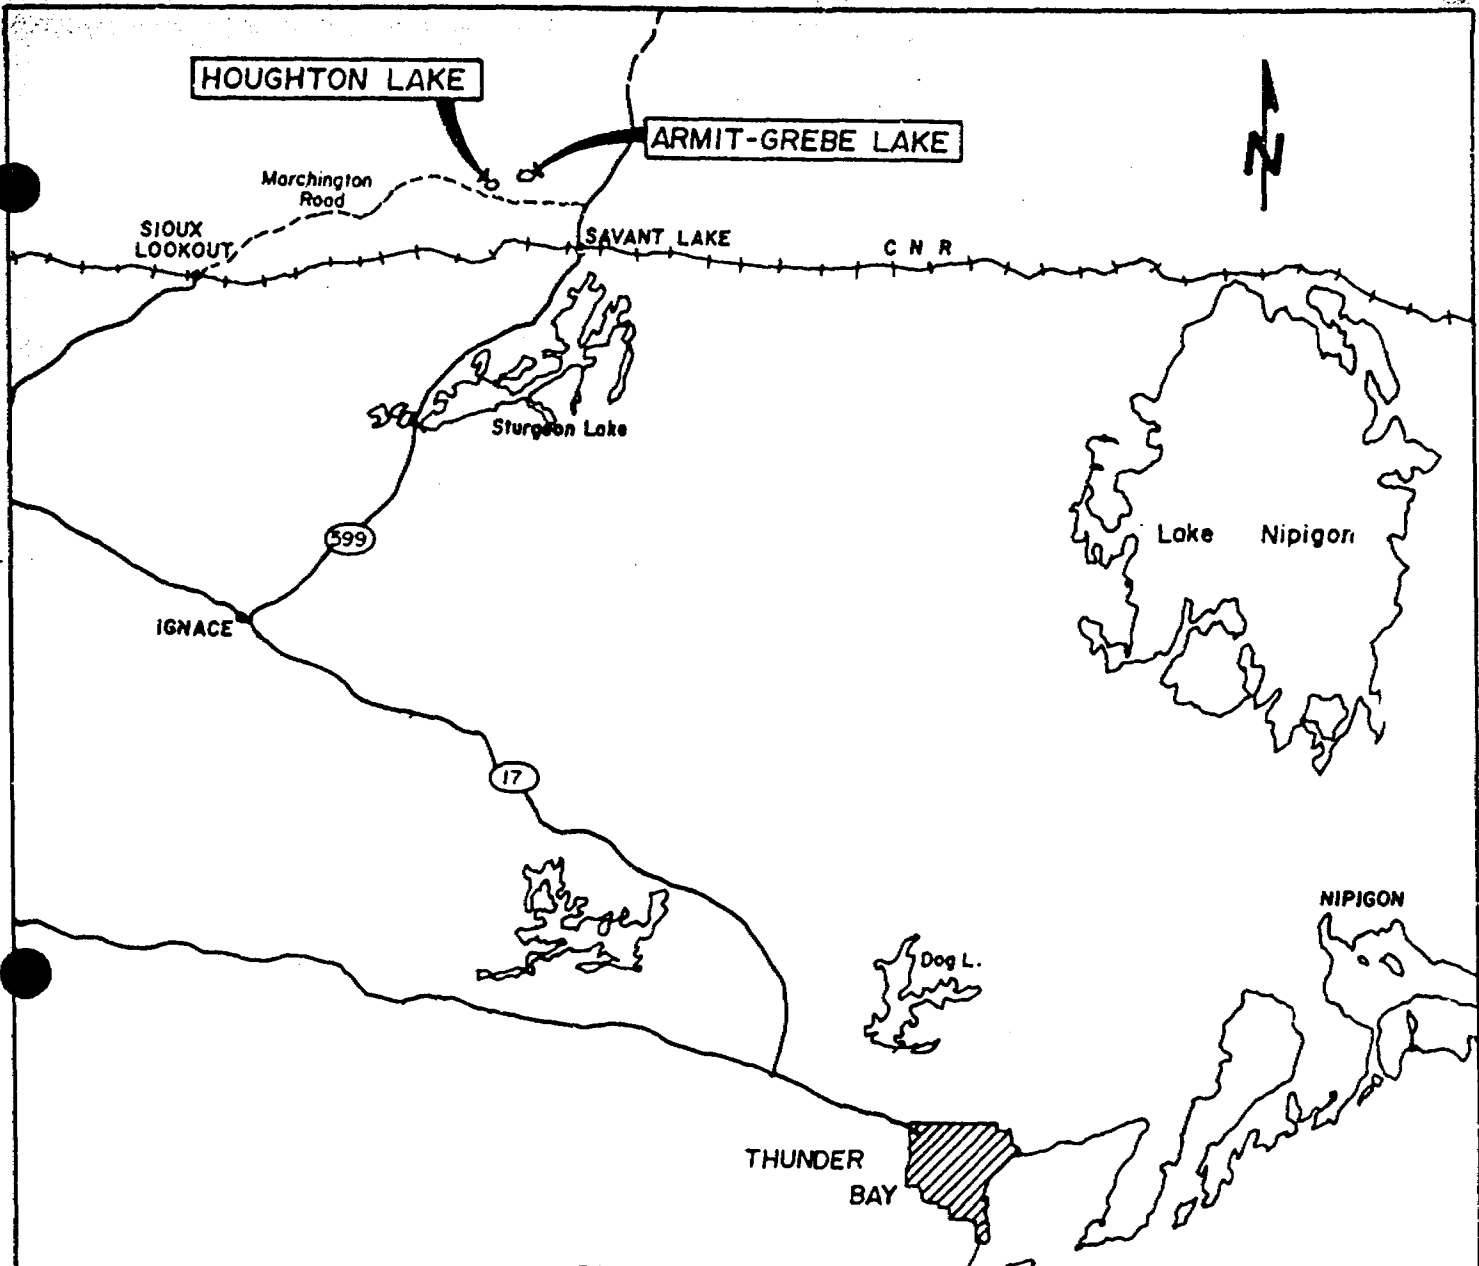 HOUGHTON LAKE
ARMIT-GREBE LAKE
N
Marchington
Road
SIOUX
LOOKOUT
SAVANT LAKE
C N R
Sturgeon Lake
Lake Nipigon
599
IGNACE
17
NIPIGON
Dog L.
THUNDER
BAY